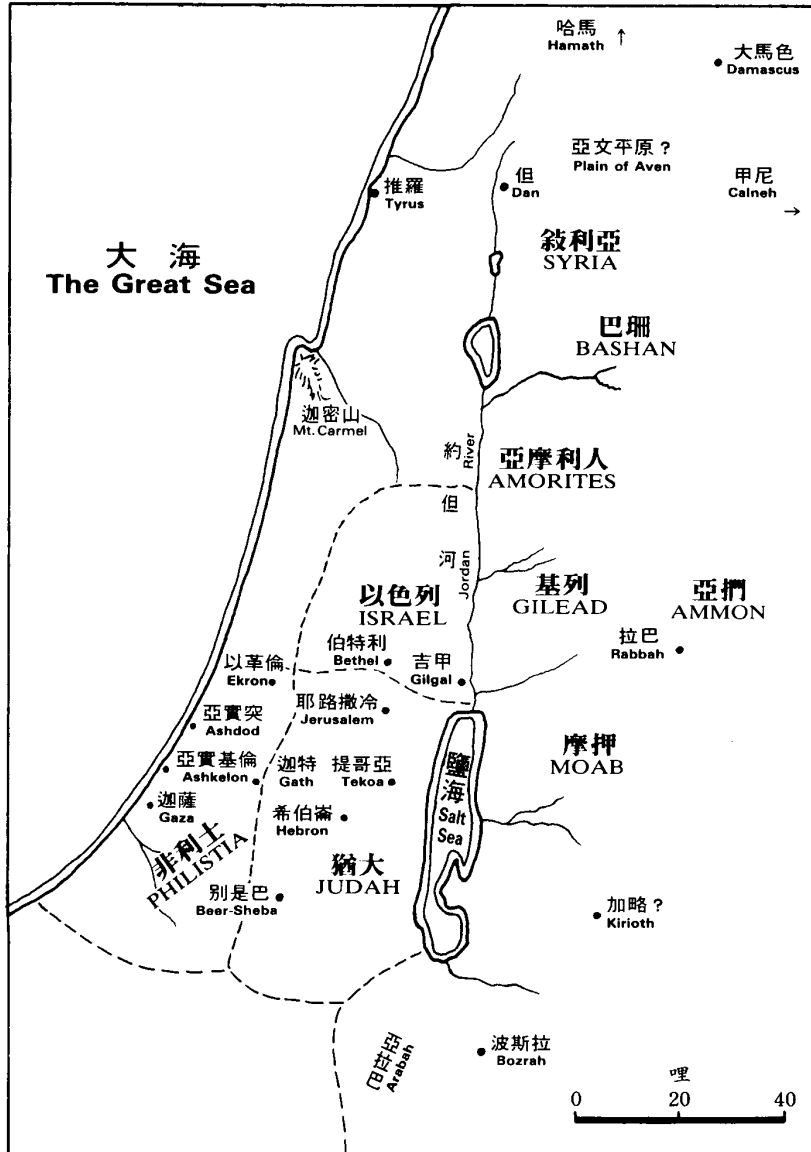 哈馬
Hamath ↑
大馬色
Damascus
亞文平原？
Plain of Aven
甲尼
Calneh
→
推羅
Tyrus
但
Dan
敍利亞
SYRIA
大海
The Great Sea
巴珊
BASHAN
迦密山
Mt. Carmel
約但河
River Jordan
亞摩利人
AMORITES
以色列
ISRAEL
基列
GILEAD
亞捫
AMMON
拉巴
Rabbah
伯特利
Bethel
吉甲
Gilgal
以革倫
Ekron
耶路撒冷
Jerusalem
亞實突
Ashdod
摩押
MOAB
亞實基倫
Ashkelon
迦特
Gath
提哥亞
Tekoa
鹽海
Salt
Sea
迦薩
Gaza
希伯崙
Hebron
非利士
PHILISTIA
猶大
JUDAH
別是巴
Beer-Sheba
加略？
Kirioth
亞拉巴
Arabah
波斯拉
Bozrah
哩
0 20 40